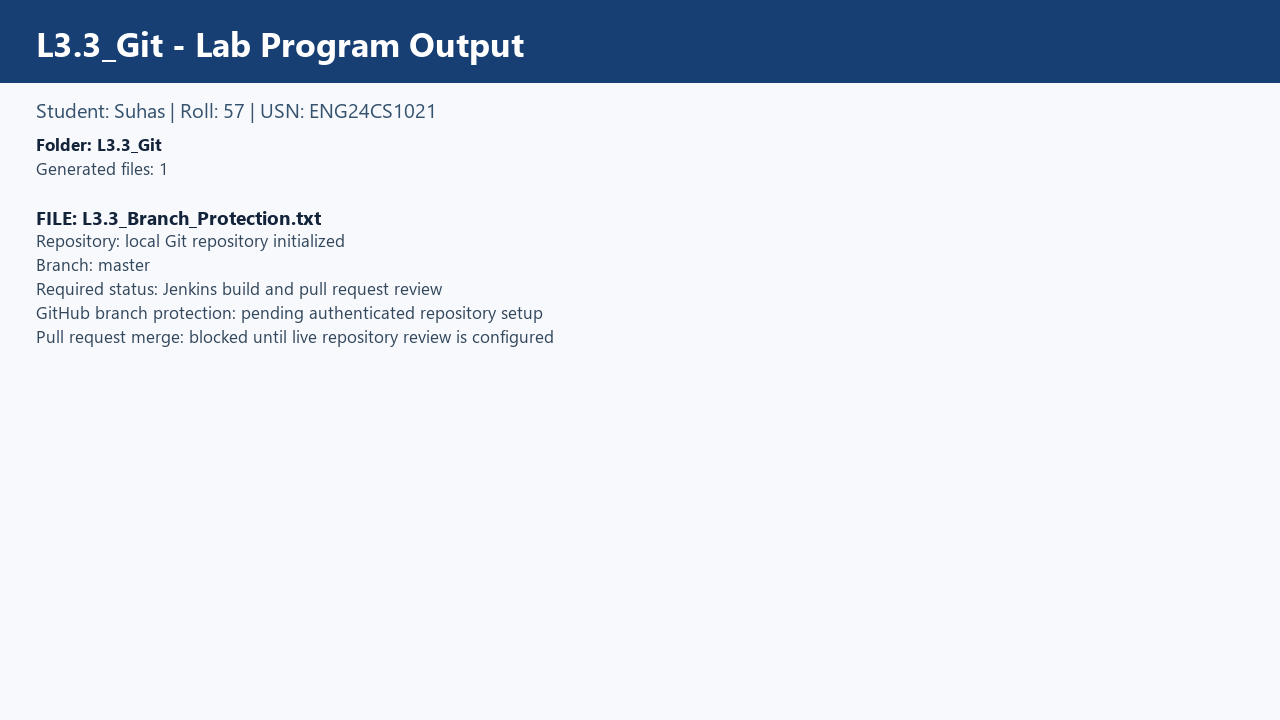 L3.3_Git - Lab Program Output
Student: Suhas | Roll: 57 | USN: ENG24CS1021
Folder: L3.3_Git
Generated files: 1
FILE: L3.3_Branch_Protection.txt
Repository: local Git repository initialized
Branch: master
Required status: Jenkins build and pull request review
GitHub branch protection: pending authenticated repository setup
Pull request merge: blocked until live repository review is configured